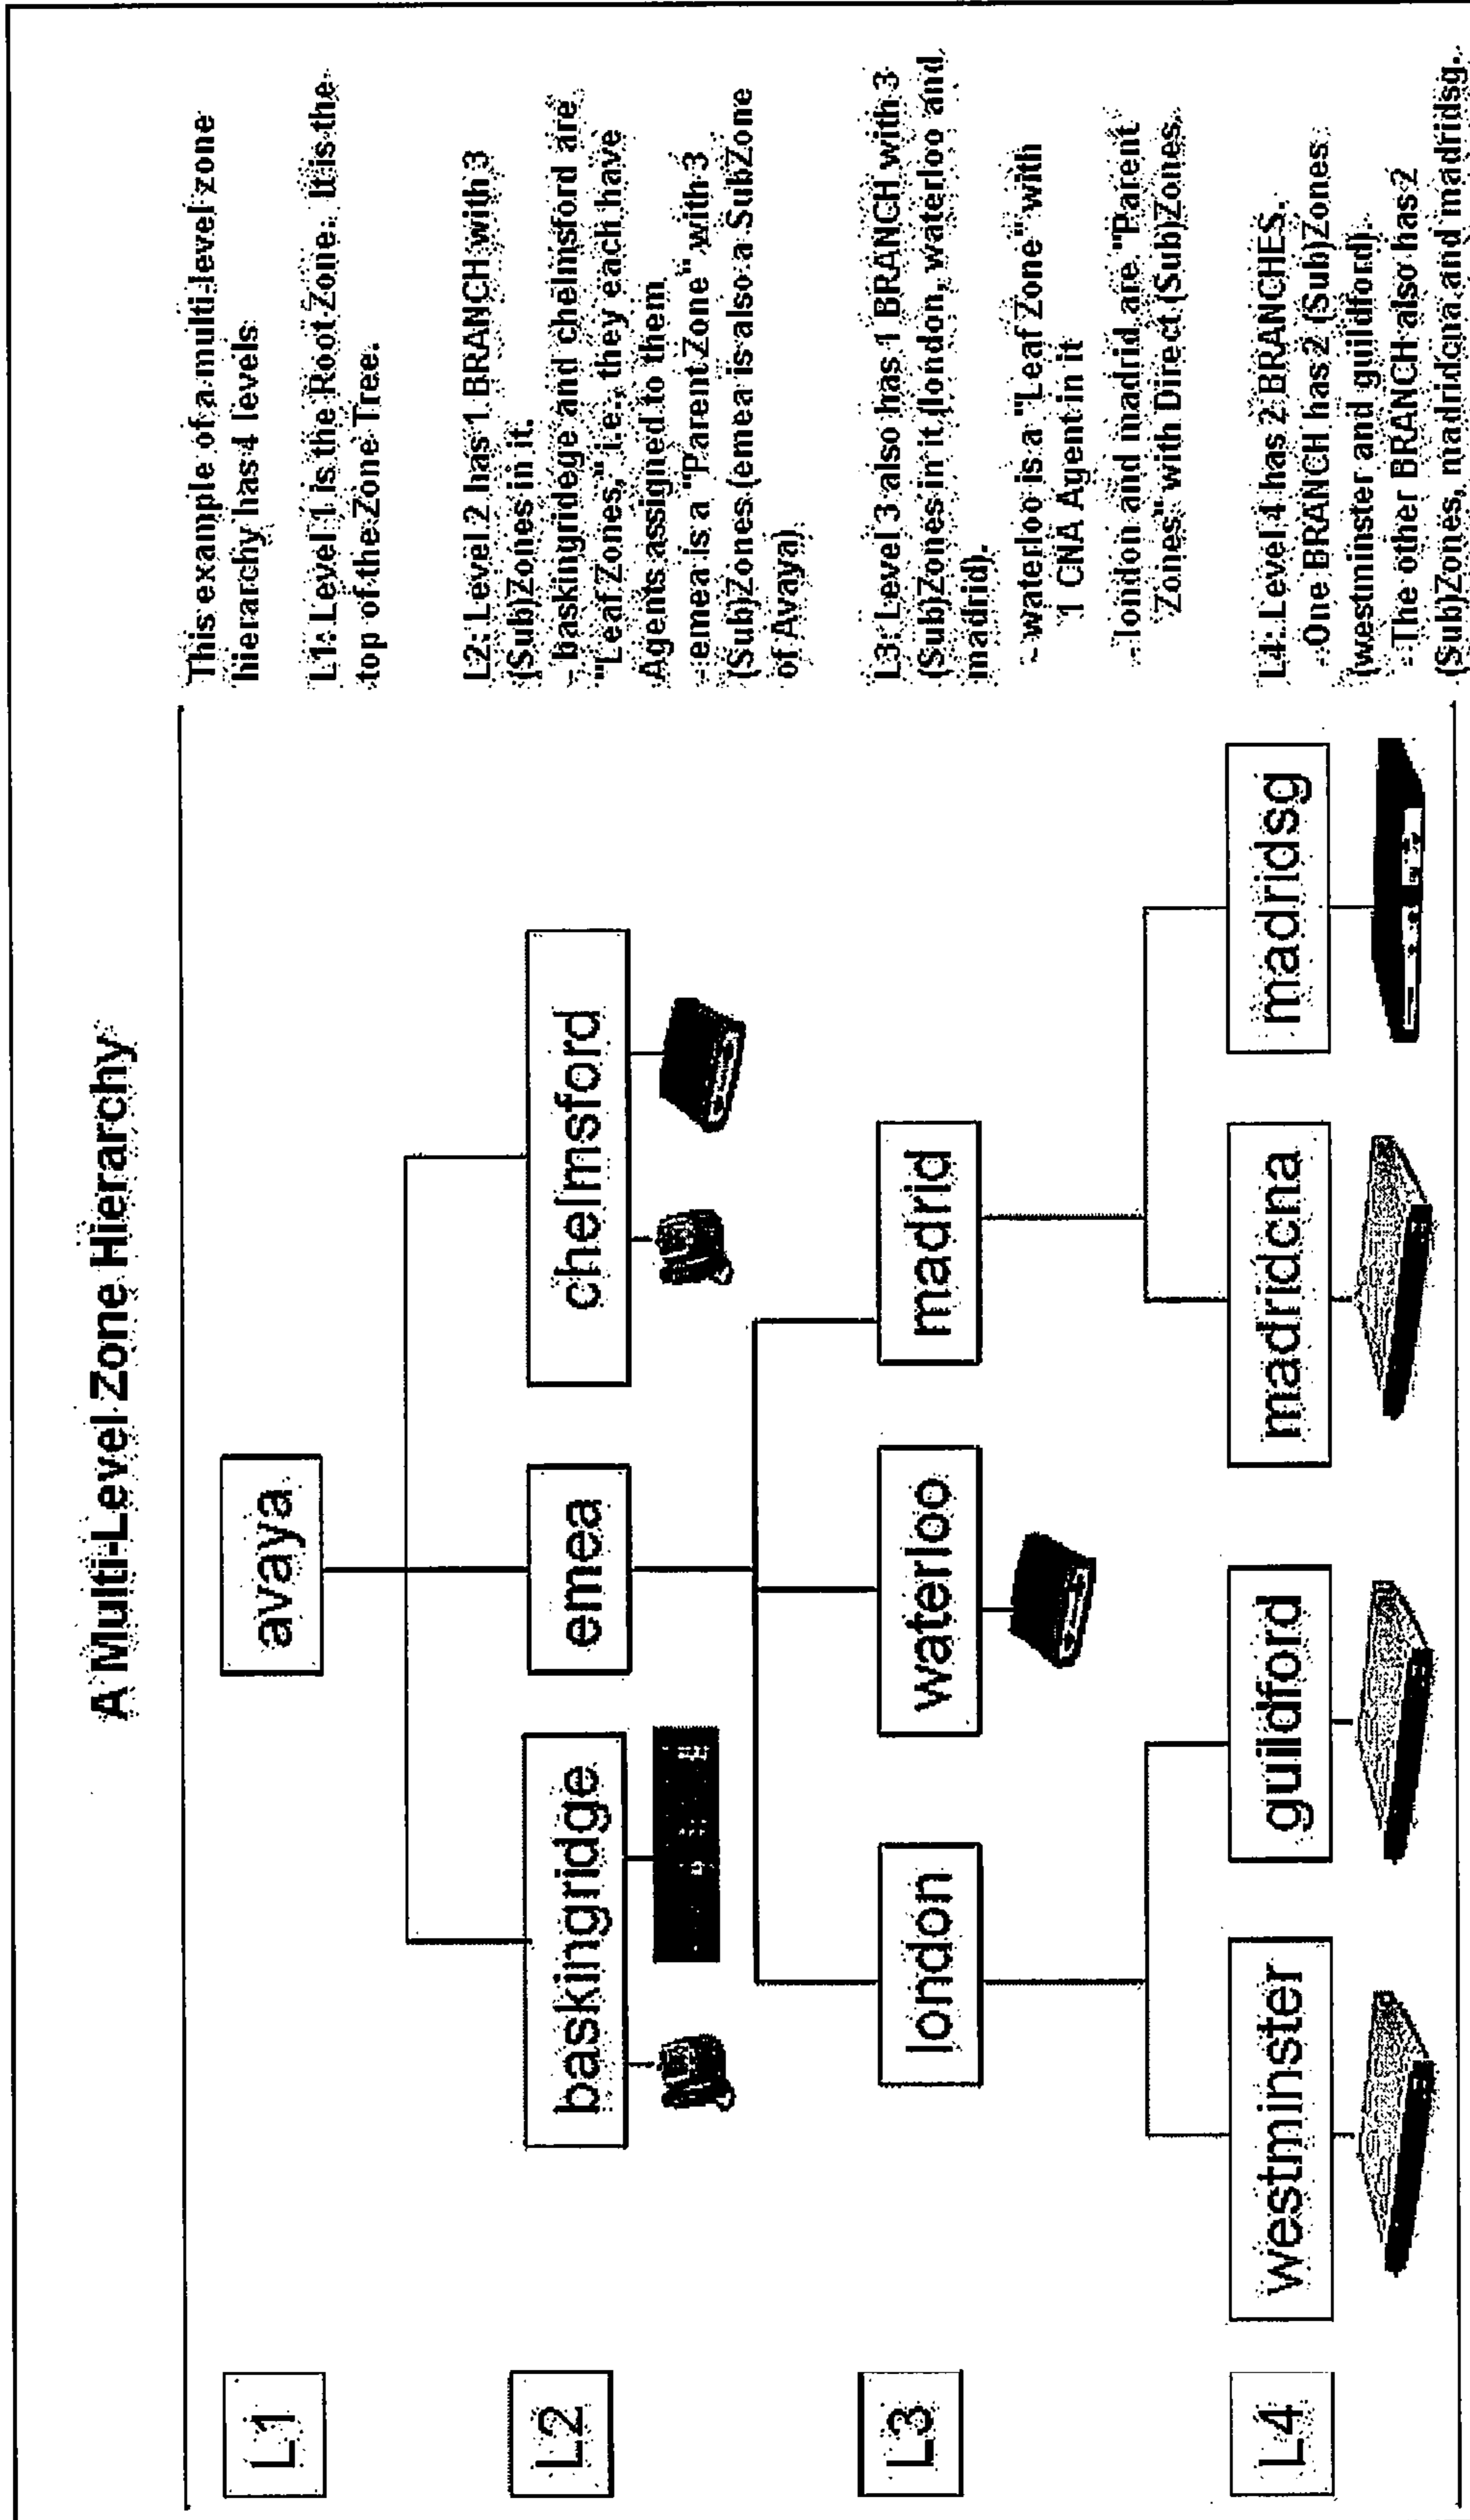 A Multi-Level Zone Hierarchy
L1
avaya
L2
baskingridge
emea
chelmsford
L3
london
waterloo
madrid
L4
westminster
guildford
madridcna
madridsg
This example of a multi-level zone
hierarchy has 4 levels
L1: Level 1 is the Root Zone. It is the
top of the Zone Tree.
L2: Level 2 has 1 BRANCH with 3
(Sub)Zones in it.
- baskingridege and chelmsford are
"Leaf Zones," i.e., they each have
Agents assigned to them
- emea is a "Parent Zone" with 3
(Sub)Zones (emea is also a SubZone
of Avaya)
L3: Level 3 also has 1 BRANCH with 3
(Sub)Zones in it (london, waterloo and
madrid).
- waterloo is a "Leaf Zone" with
1 CNA Agent in it
- london and madrid are "Parent
Zones" with Direct (Sub)Zones.
L4: Level 4 has 2 BRANCHES.
- One BRANCH has 2 (Sub)Zones
(westminster and guildford).
- The other BRANCH also has 2
(Sub)Zones, madridcna and madridsg.